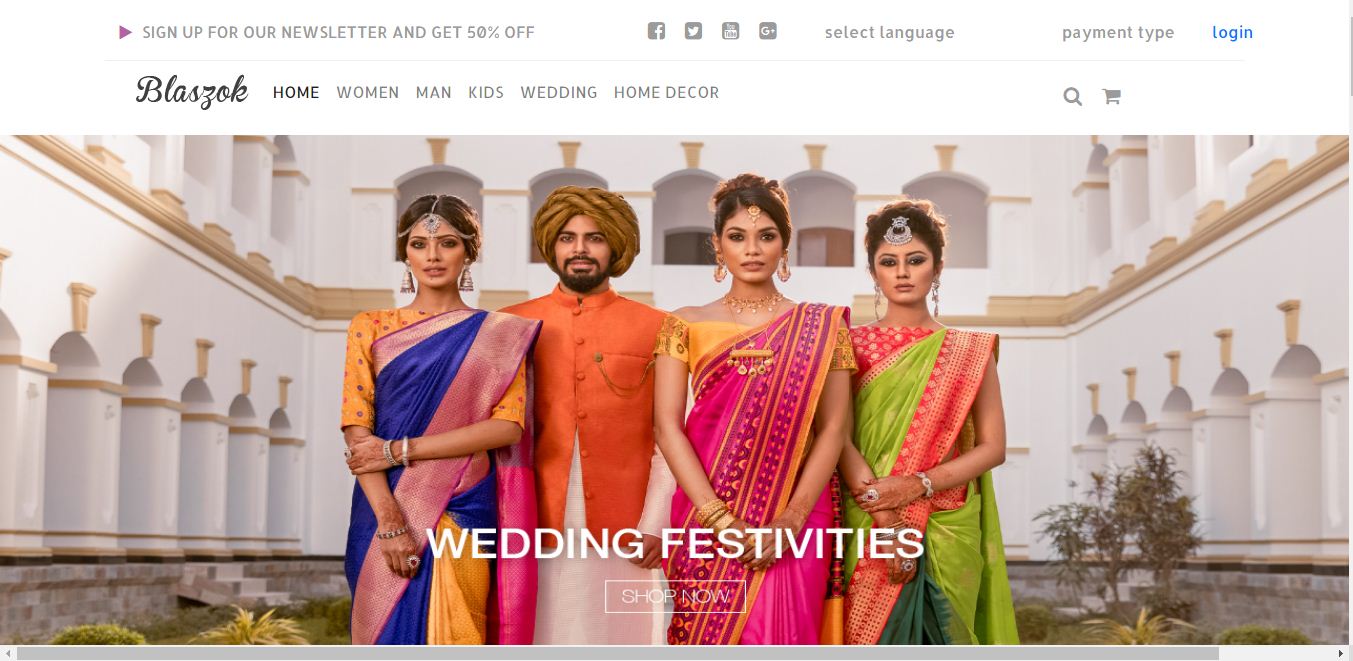 SIGN UP FOR OUR NEWSLETTER AND GET 50% OFF
select language
payment type
login
Blaszok
HOME WOMEN MAN KIDS WEDDING HOME DECOR
WEDDING FESTIVITIES
SHOP NOW